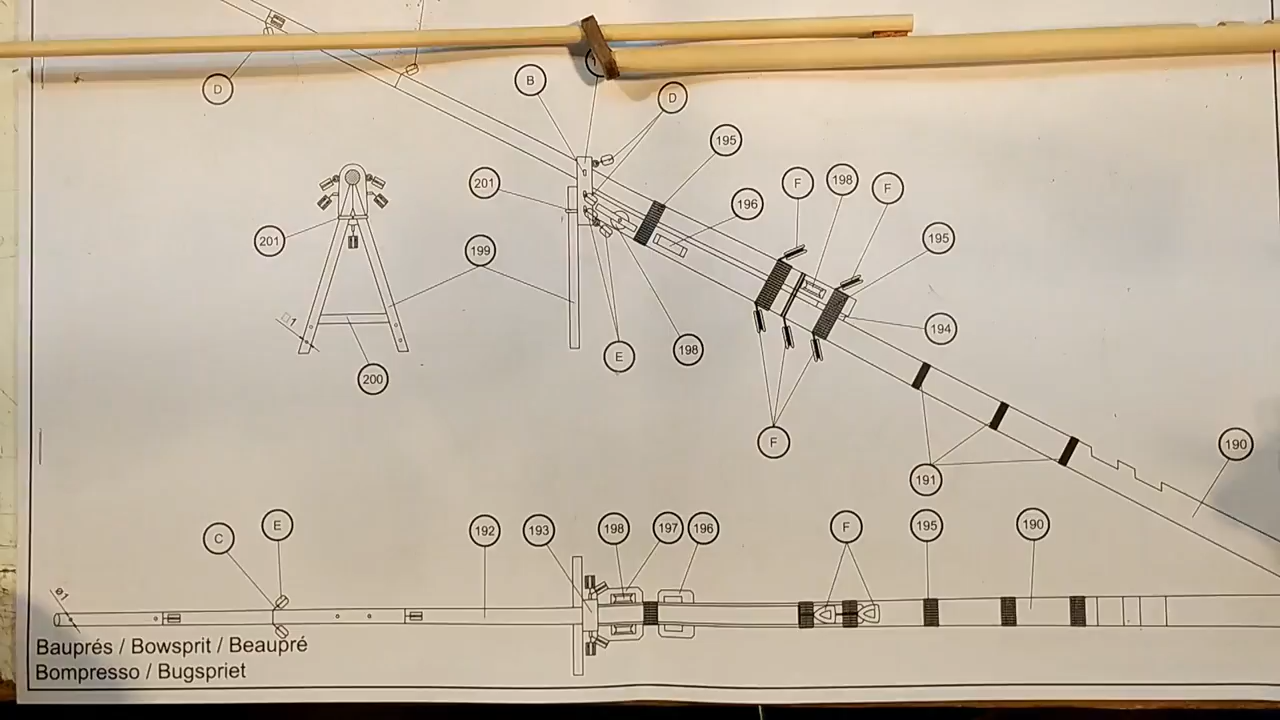 D
B
D
195
201
196
F
198
F
201
199
195
□1
E
198
194
200
F
191
190
C
E
192
193
198
197
196
F
195
190
ø1
Bauprés / Bowsprit / Beaupré
Bompresso / Bugspriet